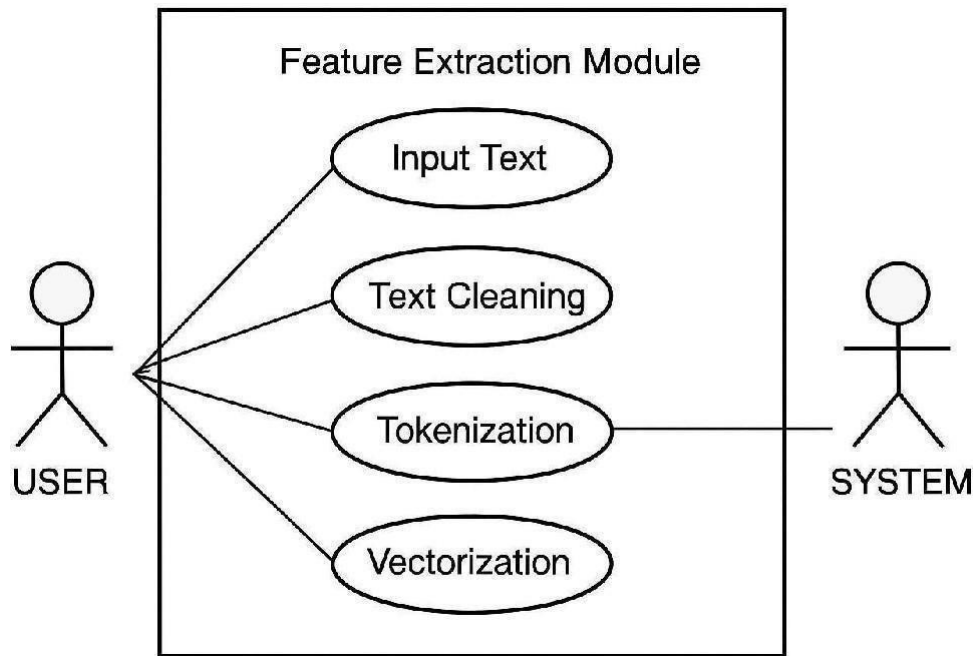 Feature Extraction Module
Input Text
Text Cleaning
Tokenization
Vectorization
USER
SYSTEM